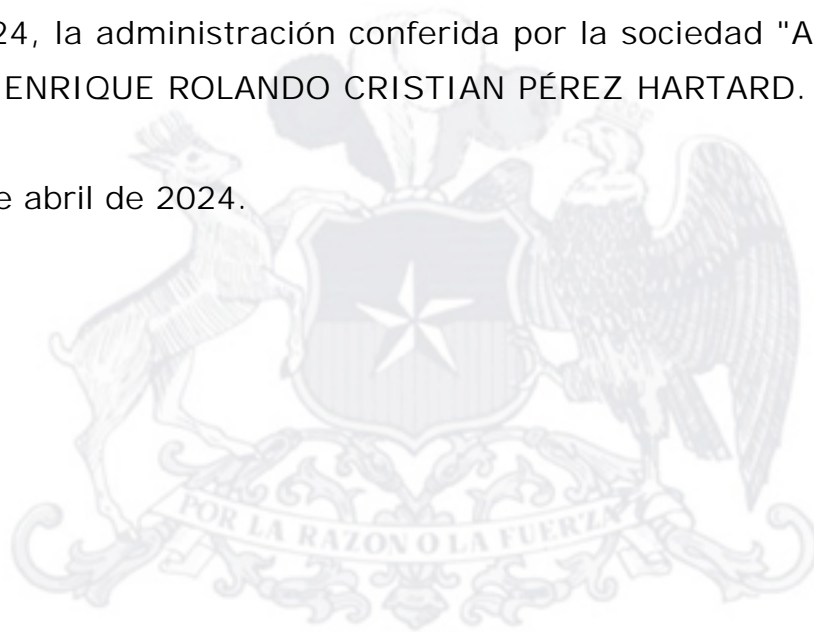 24, la administración conferida por la sociedad "A
ENRIQUE ROLANDO CRISTIAN PÉREZ HARTARD.
e abril de 2024.
POR LA RAZON O LA FUERZA